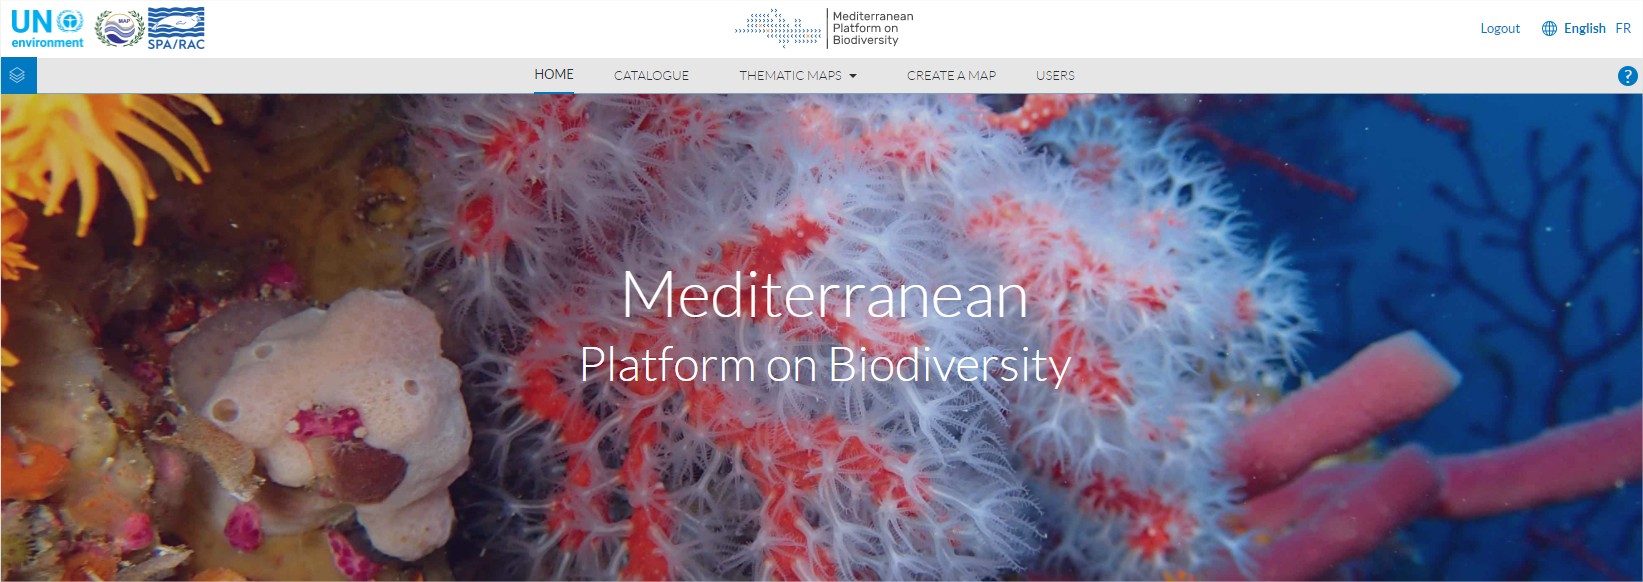 UN
environment
MAP
SPA/RAC
Mediterranean
Platform on
Biodiversity
Logout
English FR
HOME CATALOGUE THEMATIC MAPS CREATE A MAP USERS
?
Mediterranean
Platform on Biodiversity